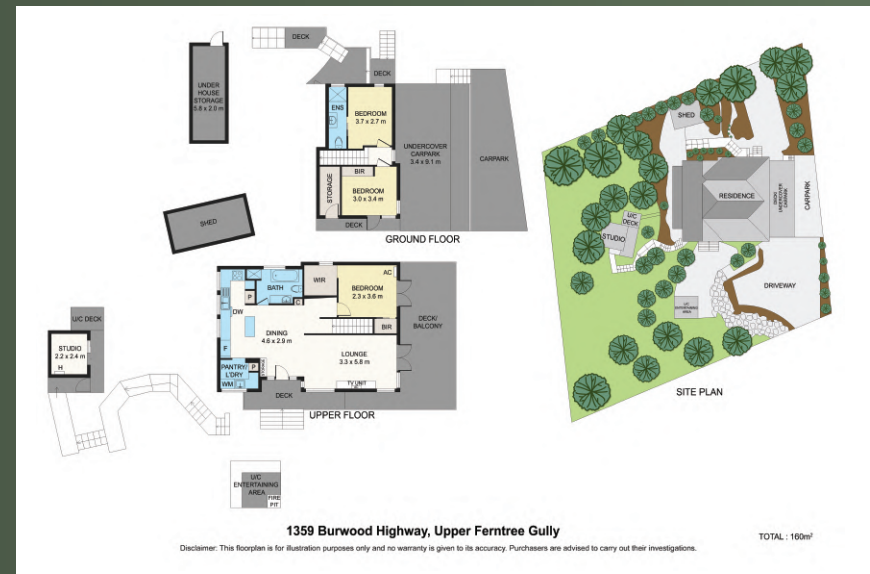 DECK
UNDER
HOUSE
STORAGE
5.8 x 2.0 m
DECK
ENS
BEDROOM
3.7 x 2.7 m
UNDERCOVER
CARPARK
3.4 x 9.1 m
CARPARK
BIR
STORAGE
BEDROOM
3.0 x 3.4 m
DECK
GROUND FLOOR
SHED
SHED
RESIDENCE
DECK/
UNDERCOVER
CARPARK
CARPARK
U/C
DECK
STUDIO
DRIVEWAY
U/C
ENTERTAINING
AREA
SITE PLAN
BATH
WIR
AC
BEDROOM
2.3 x 3.6 m
P
C
DW
DECK/
BALCONY
DINING
4.6 x 2.9 m
BIR
LOUNGE
3.3 x 5.8 m
F
PANTRY/
L'DRY
P
WM
TV UNIT
DECK
UPPER FLOOR
U/C DECK
STUDIO
2.2 x 2.4 m
H
U/C
ENTERTAINING
AREA
FIRE
PIT
1359 Burwood Highway, Upper Ferntree Gully
TOTAL : 160m²
Disclaimer: This floorplan is for illustration purposes only and no warranty is given to its accuracy. Purchasers are advised to carry out their investigations.